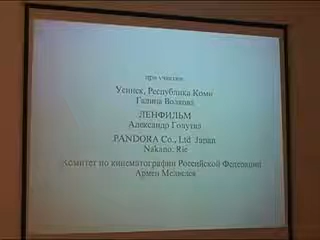 при участии
Усинск, Республика Коми
Галина Волкова
ЛЕНФИЛЬМ
Александр Голутва
PANDORA Co., Ltd Japan
Nakano. Rie
Комитет по кинематографии Российской Федерации
Армен Медведев